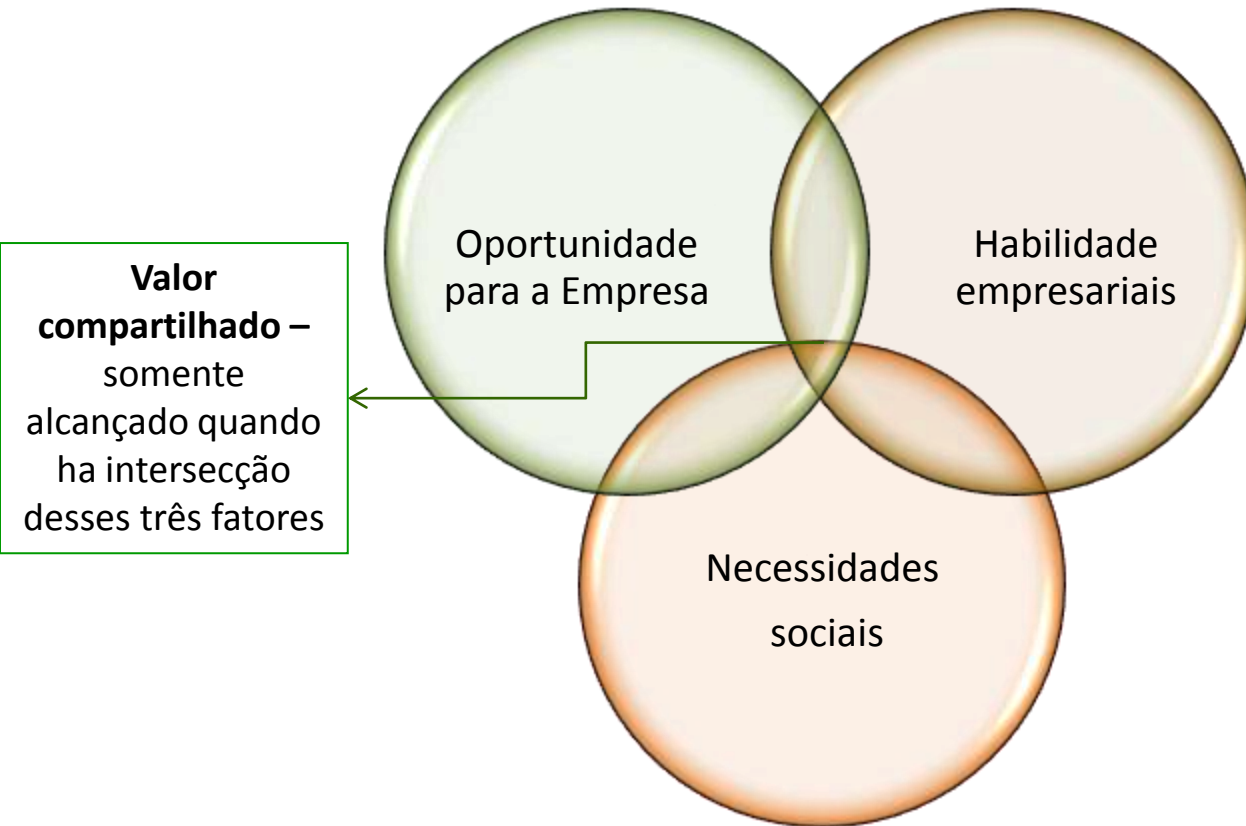 Oportunidade
para a Empresa
Habilidade
empresariais
Valor
compartilhado –
somente
alcançado quando
ha intersecção
desses três fatores
Necessidades
sociais